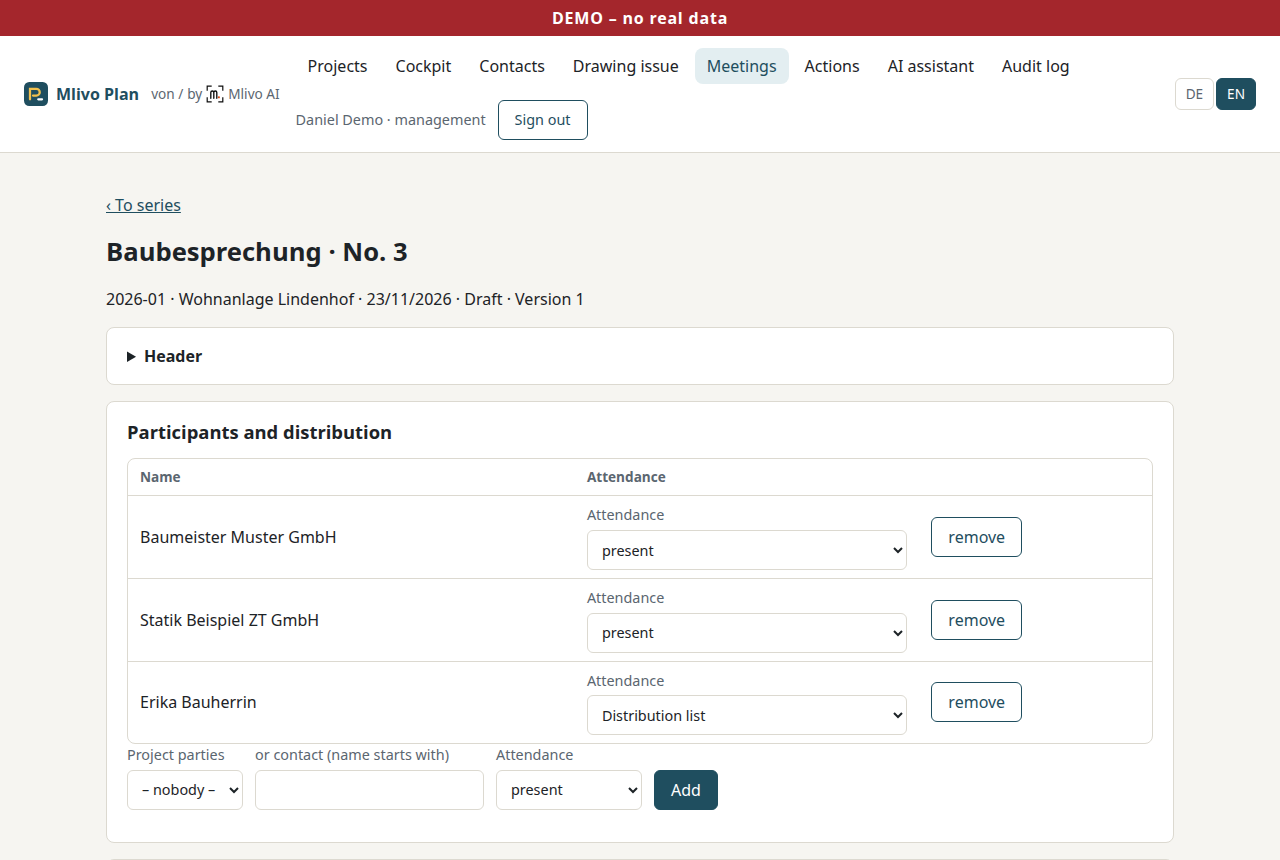 DEMO – no real data
Mlivo Plan von / by Mlivo AI
Projects Cockpit Contacts Drawing issue Meetings Actions AI assistant Audit log
Daniel Demo · management Sign out
DE EN
‹ To series
Baubesprechung · No. 3
2026-01 · Wohnanlage Lindenhof · 23/11/2026 · Draft · Version 1
Header
Participants and distribution
Name Attendance
Attendance
Baumeister Muster GmbH present remove
Attendance
Statik Beispiel ZT GmbH present remove
Attendance
Erika Bauherrin Distribution list remove
Project parties or contact (name starts with) Attendance
– nobody – present Add